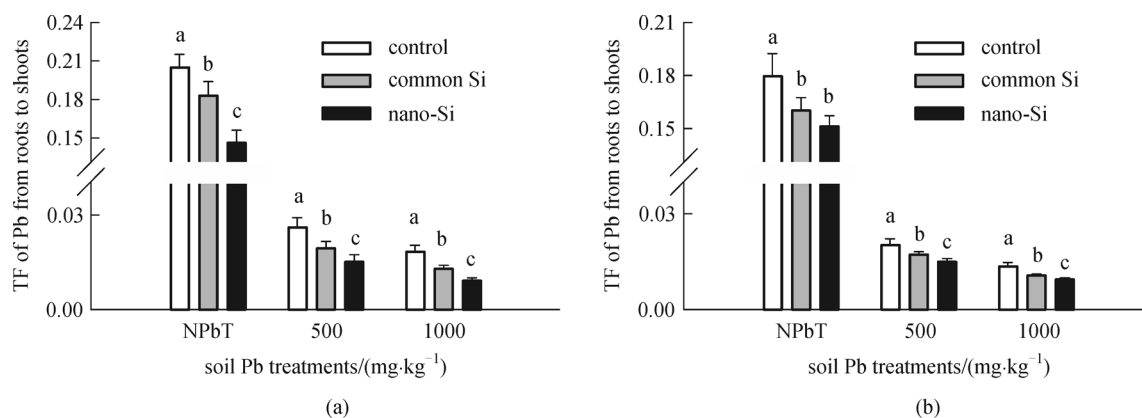 0.24
0.21
0.18
0.15
0.03
0.00
TF of Pb from roots to shoots
a
b
c
a
b
c
a
b
c
control
common Si
nano-Si
NPbT 500 1000
soil Pb treatments/(mg·kg⁻¹)
(a)
0.21
0.18
0.15
0.03
0.00
TF of Pb from roots to shoots
a
b
b
a
b
c
a
b
c
control
common Si
nano-Si
NPbT 500 1000
soil Pb treatments/(mg·kg⁻¹)
(b)